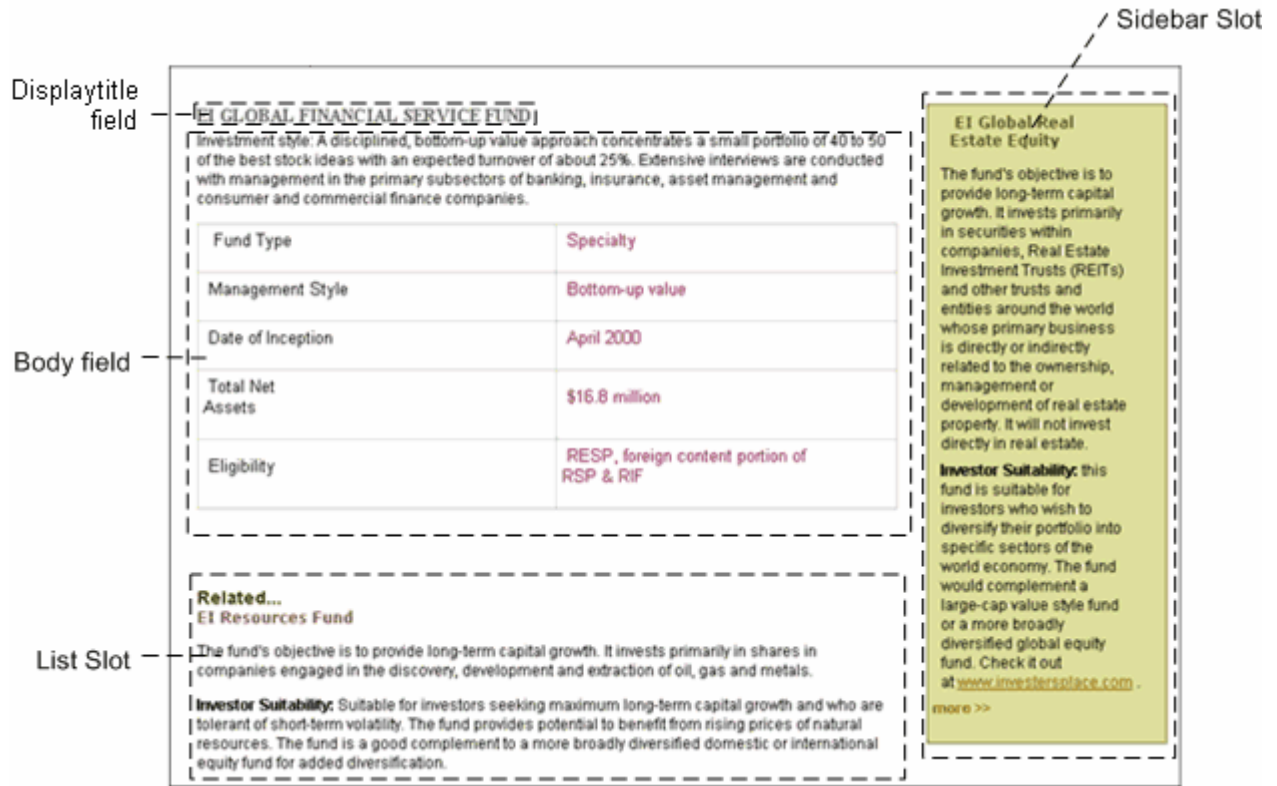 Sidebar Slot
Displaytitle
field
EI GLOBAL FINANCIAL SERVICE FUND
Investment style: A disciplined, bottom-up value approach concentrates a small portfolio of 40 to 50
of the best stock ideas with an expected turnover of about 25%. Extensive interviews are conducted
with management in the primary subsectors of banking, insurance, asset management and
consumer and commercial finance companies.
Fund Type
Specialty
Management Style
Bottom-up value
Date of Inception
April 2000
Body field
Total Net
Assets
$16.8 million
Eligibility
RESP, foreign content portion of
RSP & RIF
List Slot
Related...
EI Resources Fund
The fund's objective is to provide long-term capital growth. It invests primarily in shares in
companies engaged in the discovery, development and extraction of oil, gas and metals.
Investor Suitability: Suitable for investors seeking maximum long-term capital growth and who are
tolerant of short-term volatility. The fund provides potential to benefit from rising prices of natural
resources. The fund is a good complement to a more broadly diversified domestic or international
equity fund for added diversification.
EI Global Real
Estate Equity
The fund's objective is to
provide long-term capital
growth. It invests primarily
in securities within
companies, Real Estate
Investment Trusts (REITs)
and other trusts and
entities around the world
whose primary business
is directly or indirectly
related to the ownership,
management or
development of real estate
property. It will not invest
directly in real estate.
Investor Suitability: this
fund is suitable for
investors who wish to
diversify their portfolio into
specific sectors of the
world economy. The fund
would complement a
large-cap value style fund
or a more broadly
diversified global equity
fund. Check it out
at www.investersplace.com .
more >>